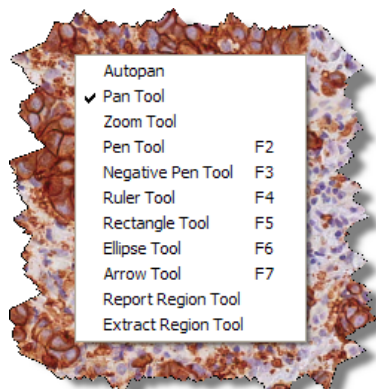 Autopan
✔ Pan Tool
Zoom Tool
Pen Tool F2
Negative Pen Tool F3
Ruler Tool F4
Rectangle Tool F5
Ellipse Tool F6
Arrow Tool F7
Report Region Tool
Extract Region Tool